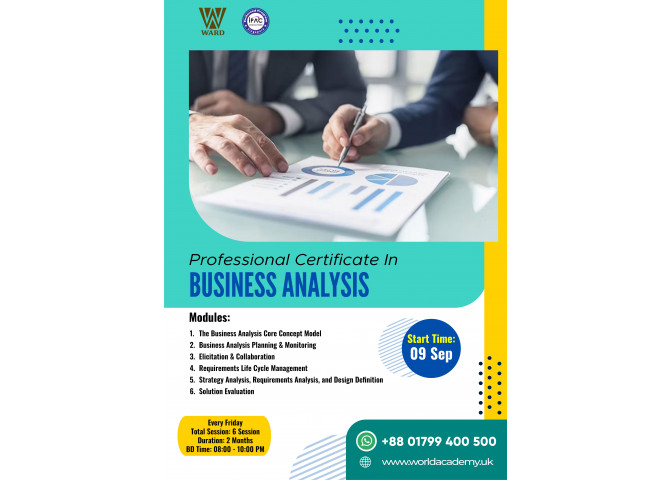 WARD
IPAC
Professional Certificate In
BUSINESS ANALYSIS
Modules:
1. The Business Analysis Core Concept Model
2. Business Analysis Planning & Monitoring
3. Elicitation & Collaboration
4. Requirements Life Cycle Management
5. Strategy Analysis, Requirements Analysis, and Design Definition
6. Solution Evaluation
Start Time:
09 Sep
Every Friday
Total Session: 6 Session
Duration: 2 Months
BD Time: 08:00 - 10:00 PM
+88 01799 400 500
www.worldacademy.uk